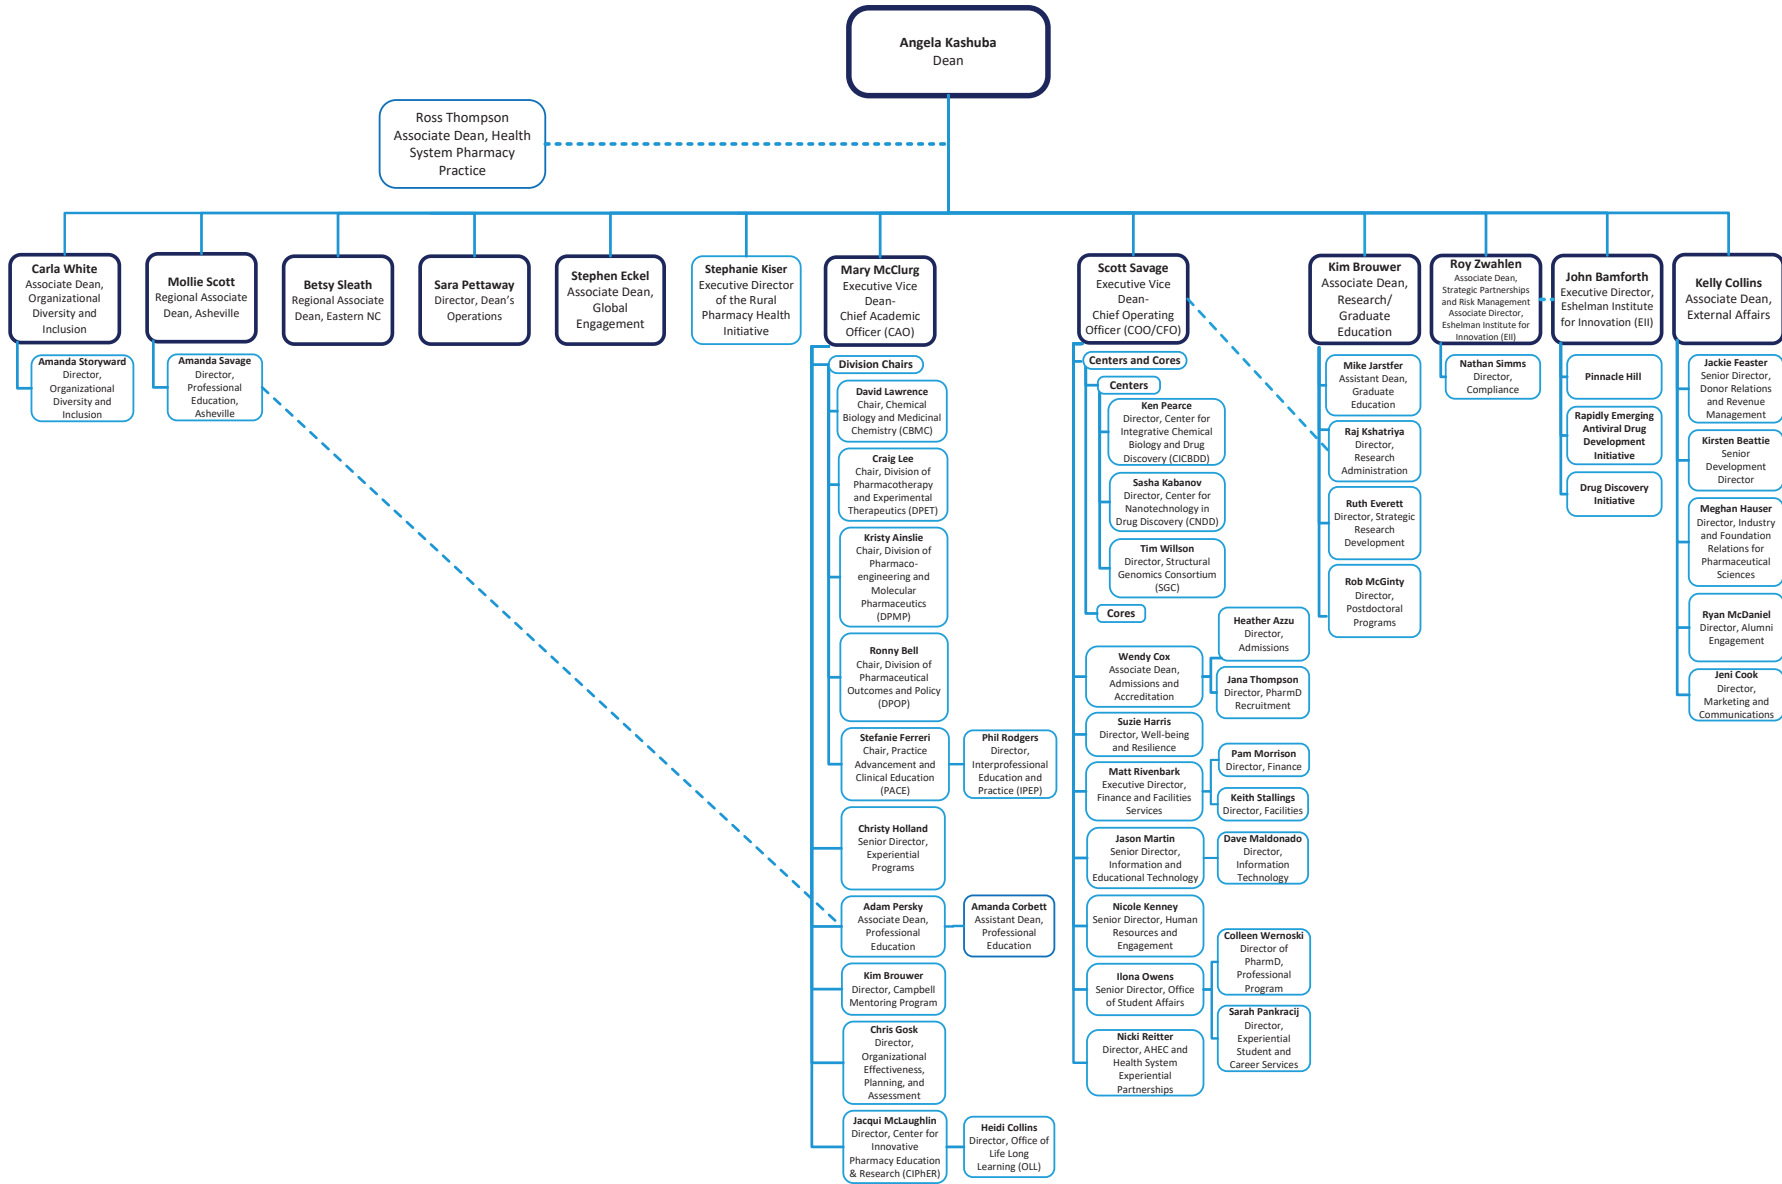 Angela Kashuba
Dean
Ross Thompson
Associate Dean, Health
System Pharmacy
Practice
Carla White
Associate Dean,
Organizational
Diversity and
Inclusion
Amanda Storyward
Director,
Organizational
Diversity and
Inclusion
Mollie Scott
Regional Associate
Dean, Asheville
Amanda Savage
Director,
Professional
Education,
Asheville
Betsy Sleath
Regional Associate
Dean, Eastern NC
Sara Pettaway
Director, Dean's
Operations
Stephen Eckel
Associate Dean,
Global
Engagement
Stephanie Kiser
Executive Director
of the Rural
Pharmacy Health
Initiative
Mary McClurg
Executive Vice
Dean-
Chief Academic
Officer (CAO)
Division Chairs
David Lawrence
Chair, Chemical
Biology and Medicinal
Chemistry (CBMC)
Craig Lee
Chair, Division of
Pharmacotherapy
and Experimental
Therapeutics (DPET)
Kristy Ainslie
Chair, Division of
Pharmaco-
engineering and
Molecular
Pharmaceutics
(DPMP)
Ronny Bell
Chair, Division of
Pharmaceutical
Outcomes and Policy
(DPOP)
Stefanie Ferreri
Chair, Practice
Advancement and
Clinical Education
(PACE)
Phil Rodgers
Director,
Interprofessional
Education and
Practice (IPEP)
Christy Holland
Senior Director,
Experiential
Programs
Adam Persky
Associate Dean,
Professional
Education
Amanda Corbett
Assistant Dean,
Professional
Education
Kim Brouwer
Director, Campbell
Mentoring Program
Chris Gosk
Director,
Organizational
Effectiveness,
Planning, and
Assessment
Jacqui McLaughlin
Director, Center for
Innovative
Pharmacy Education
& Research (CIPhER)
Heidi Collins
Director, Office of
Life Long
Learning (OLL)
Scott Savage
Executive Vice
Dean-
Chief Operating
Officer (COO/CFO)
Centers and Cores
Centers
Ken Pearce
Director, Center for
Integrative Chemical
Biology and Drug
Discovery (CICBDD)
Sasha Kabanov
Director, Center for
Nanotechnology in
Drug Discovery (CNDD)
Tim Willson
Director, Structural
Genomics Consortium
(SGC)
Cores
Wendy Cox
Associate Dean,
Admissions and
Accreditation
Heather Azzu
Director,
Admissions
Jana Thompson
Director, PharmD
Recruitment
Suzie Harris
Director, Well-being
and Resilience
Matt Rivenbark
Executive Director,
Finance and Facilities
Services
Pam Morrison
Director, Finance
Keith Stallings
Director, Facilities
Jason Martin
Senior Director,
Information and
Educational Technology
Dave Maldonado
Director,
Information
Technology
Nicole Kenney
Senior Director, Human
Resources and
Engagement
Ilona Owens
Senior Director, Office
of Student Affairs
Colleen Wernoski
Director of
PharmD,
Professional
Program
Sarah Pankracij
Director,
Experiential
Student and
Career Services
Nicki Reitter
Director, AHEC and
Health System
Experiential
Partnerships
Kim Brouwer
Associate Dean,
Research/
Graduate
Education
Mike Jarstfer
Assistant Dean,
Graduate
Education
Raj Kshatriya
Director,
Research
Administration
Ruth Everett
Director, Strategic
Research
Development
Rob McGinty
Director,
Postdoctoral
Programs
Roy Zwahlen
Associate Dean,
Strategic Partnerships
and Risk Management
Associate Director,
Eshelman Institute for
Innovation (EII)
Nathan Simms
Director,
Compliance
John Bamforth
Executive Director,
Eshelman Institute
for Innovation (EII)
Pinnacle Hill
Rapidly Emerging
Antiviral Drug
Development
Initiative
Drug Discovery
Initiative
Kelly Collins
Associate Dean,
External Affairs
Jackie Feaster
Senior Director,
Donor Relations
and Revenue
Management
Kirsten Beattie
Senior
Development
Director
Meghan Hauser
Director, Industry
and Foundation
Relations for
Pharmaceutical
Sciences
Ryan McDaniel
Director, Alumni
Engagement
Jeni Cook
Director,
Marketing and
Communications